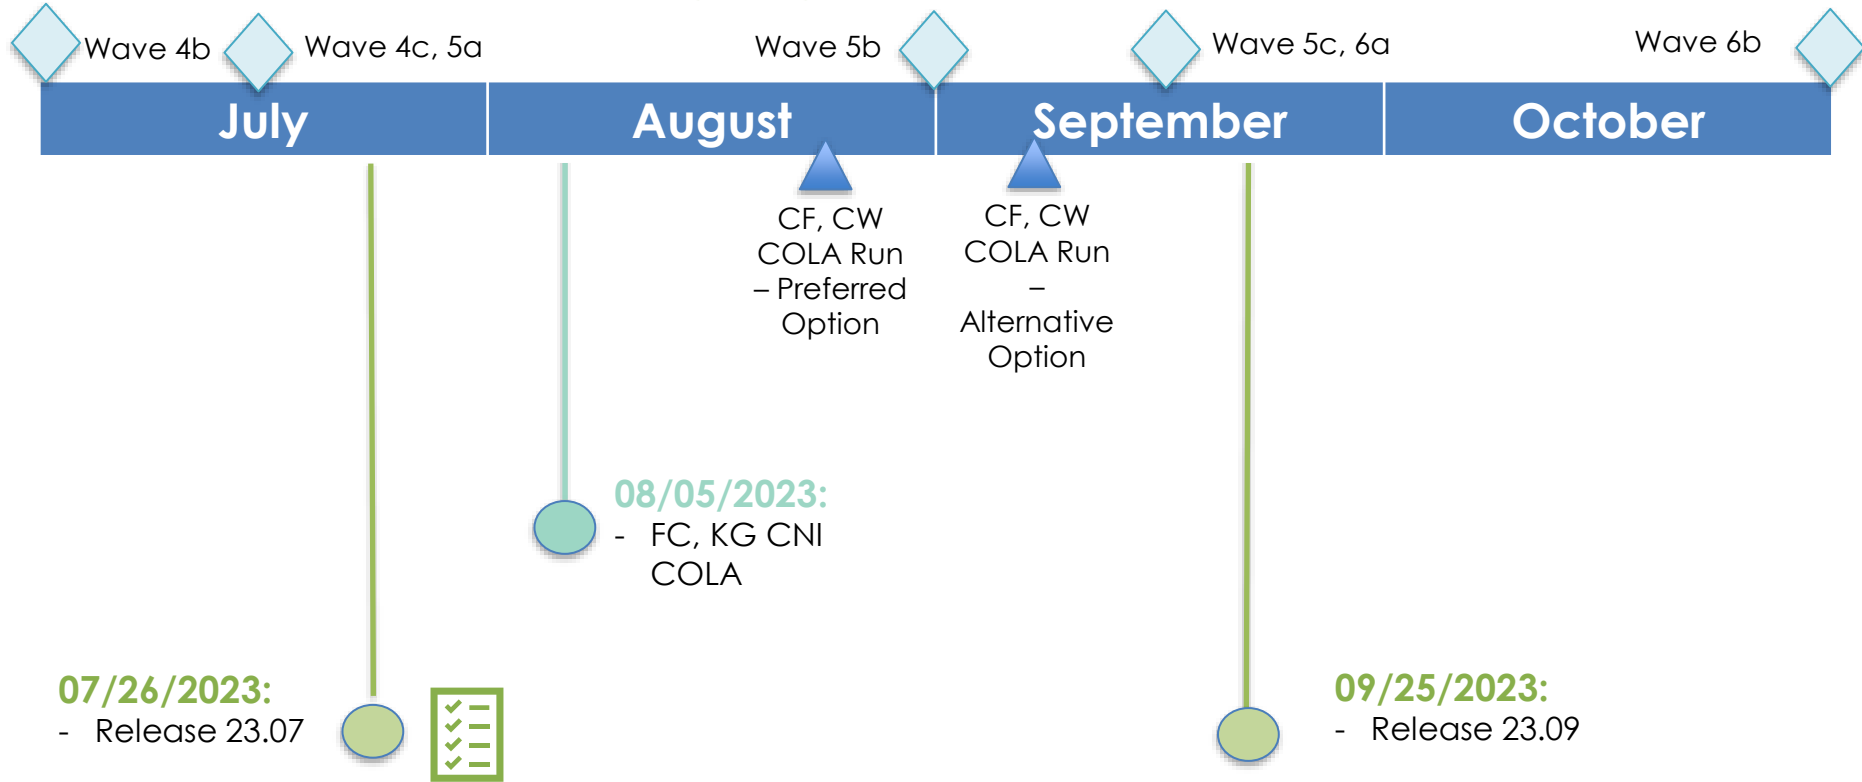 Wave 4b
Wave 4c, 5a
Wave 5b
Wave 5c, 6a
Wave 6b
July
August
September
October
CF, CW
COLA Run
– Preferred
Option
CF, CW
COLA Run
–
Alternative
Option
08/05/2023:
- FC, KG CNI
COLA
07/26/2023:
- Release 23.07
09/25/2023:
- Release 23.09